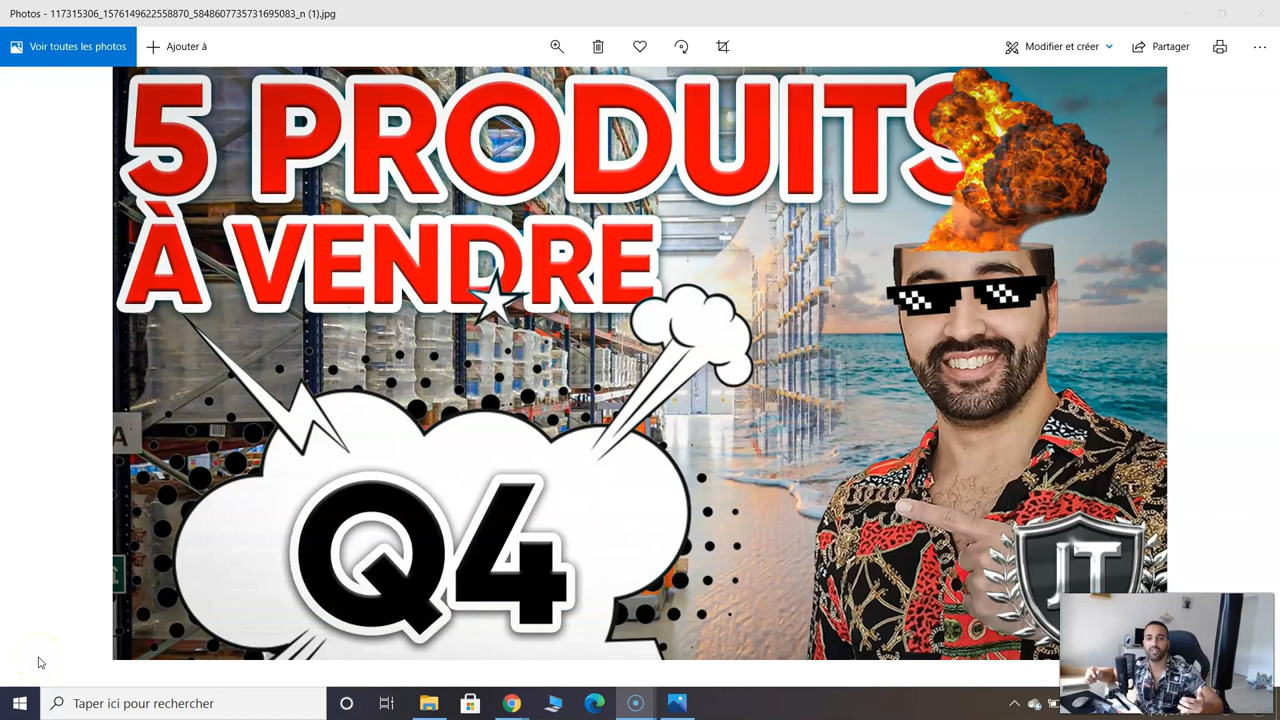 Photos - 117315306_1576149622558870_5848607735731695083_n (1).jpg
Voir toutes les photos
Ajouter à
Modifier et créer
Partager
5 PRODUITS
À VENDRE
A
Q4
JT
Taper ici pour rechercher